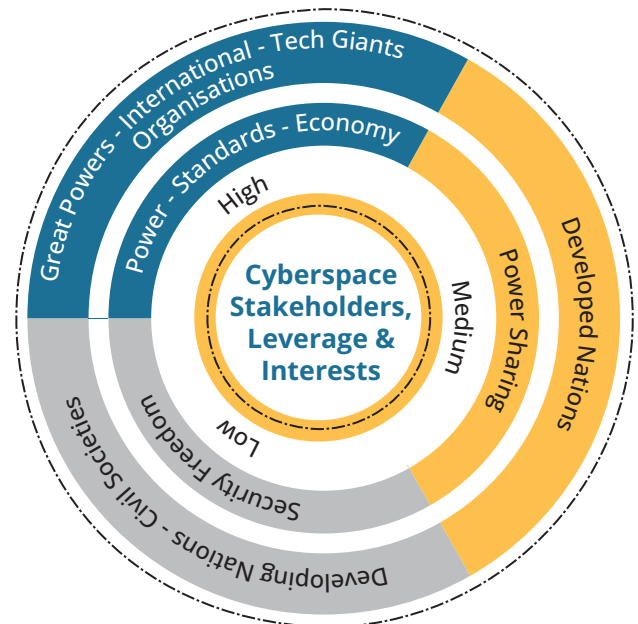 Great Powers - International - Tech Giants
Organisations
Power - Standards - Economy
High
Developed Nations
Power Sharing
Medium
Cyberspace
Stakeholders,
Leverage &
Interests
Low
Security Freedom
Developing Nations - Civil Societies